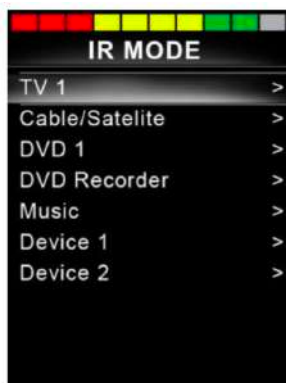 IR MODE
TV 1 >
Cable/Satelite >
DVD 1 >
DVD Recorder >
Music >
Device 1 >
Device 2 >